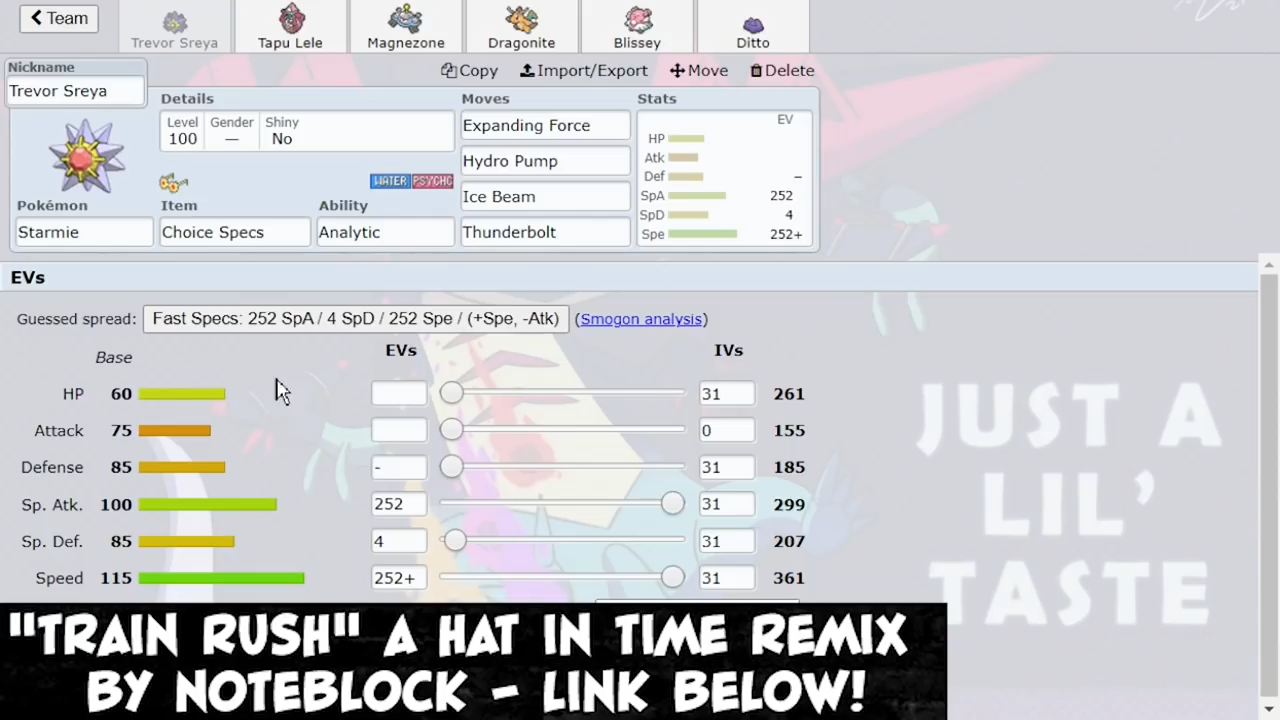 Team
Trevor Sreya
Tapu Lele
Magnezone
Dragonite
Blissey
Ditto
Nickname
Trevor Sreya
Copy
Import/Export
Move
Delete
Details
Level
100
Gender
—
Shiny
No
WATER PSYCHC
Pokémon
Starmie
Item
Choice Specs
Ability
Analytic
Moves
Expanding Force
Hydro Pump
Ice Beam
Thunderbolt
Stats
EV
HP
Atk
Def –
SpA 252
SpD 4
Spe 252+
EVs
Guessed spread: Fast Specs: 252 SpA / 4 SpD / 252 Spe / (+Spe, -Atk) (Smogon analysis)
Base EVs IVs
HP 60 31 261
Attack 75 0 155
Defense 85 - 31 185
Sp. Atk. 100 252 31 299
Sp. Def. 85 4 31 207
Speed 115 252+ 31 361
JUST A
LIL'
TASTE
"TRAIN RUSH" A HAT IN TIME REMIX
BY NOTEBLOCK - LINK BELOW!